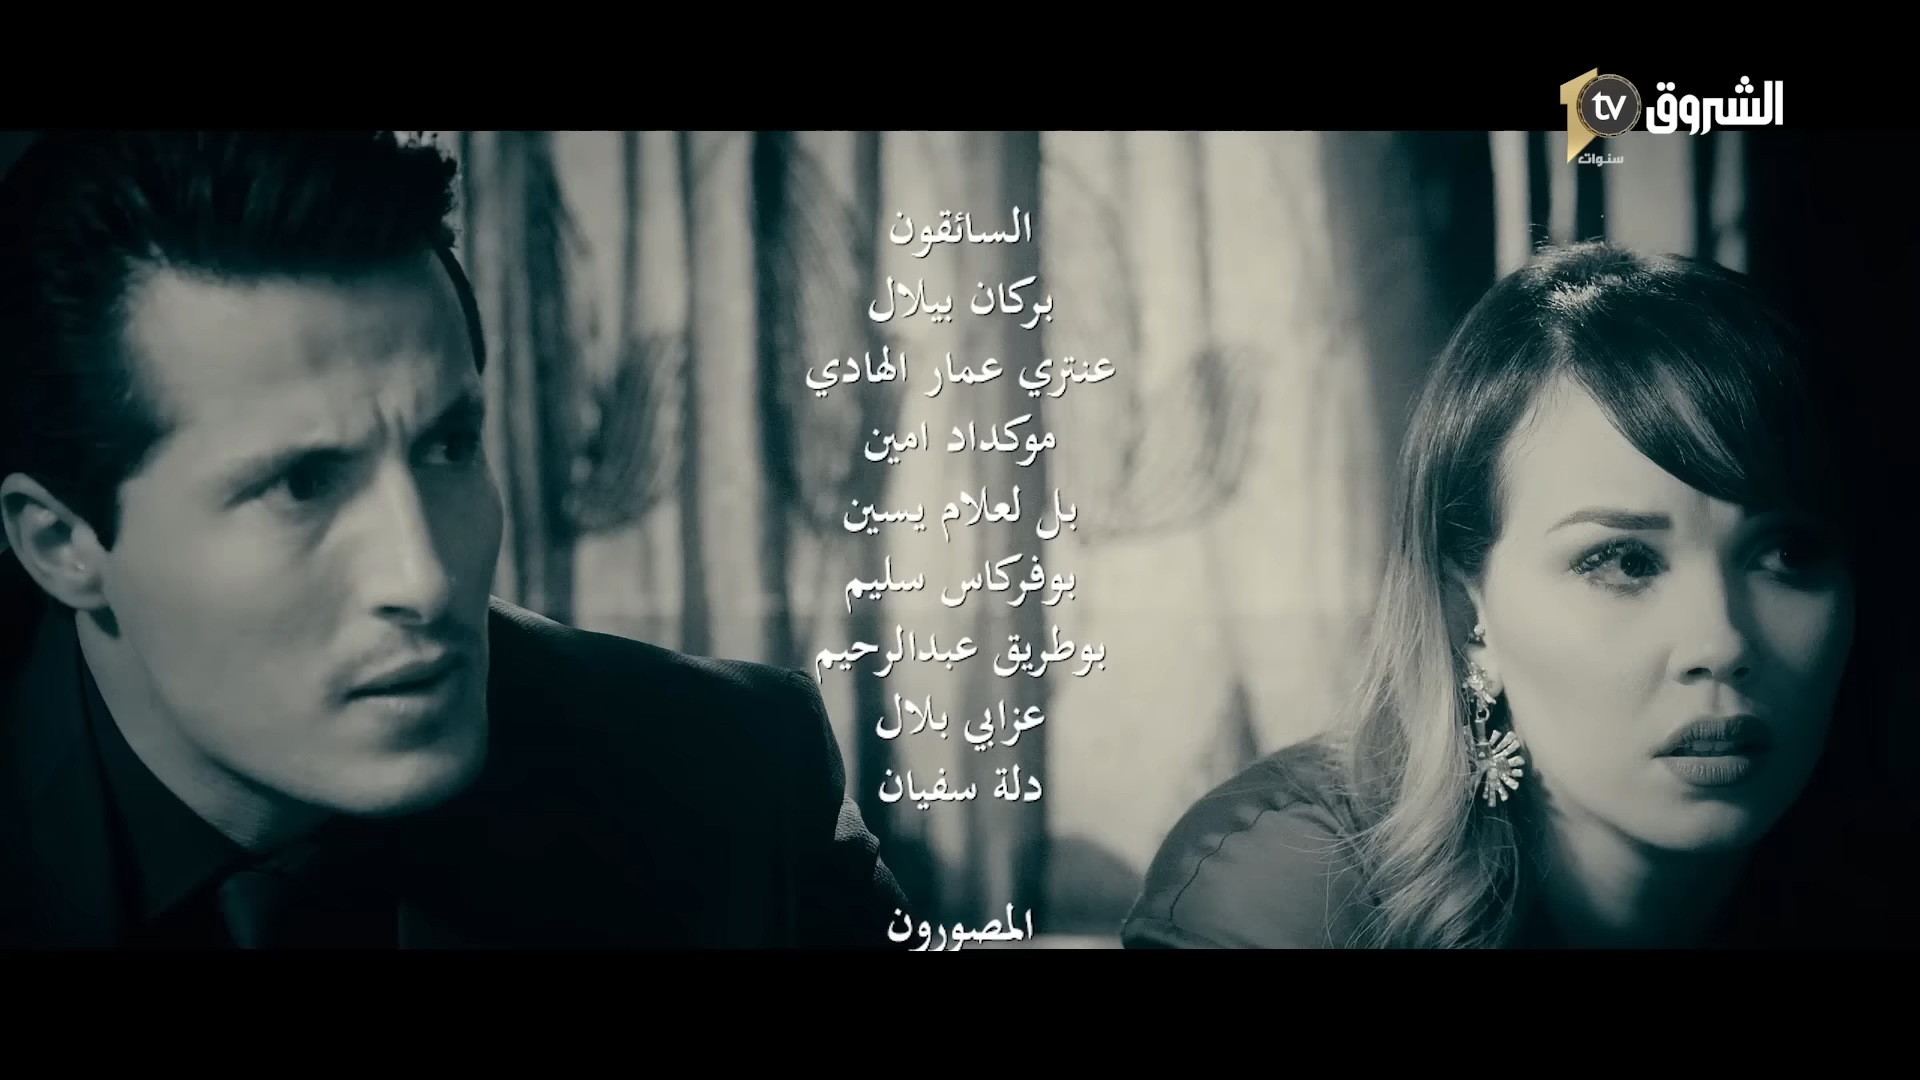 الشروق
tv
سنوات
السائقون
بركان بيلال
عنتري عمار الهادي
موكداد امين
بل لعلام يسين
بوفركاس سليم
بوطريق عبدالرحيم
عزابي بلال
دلة سفيان
المصورون